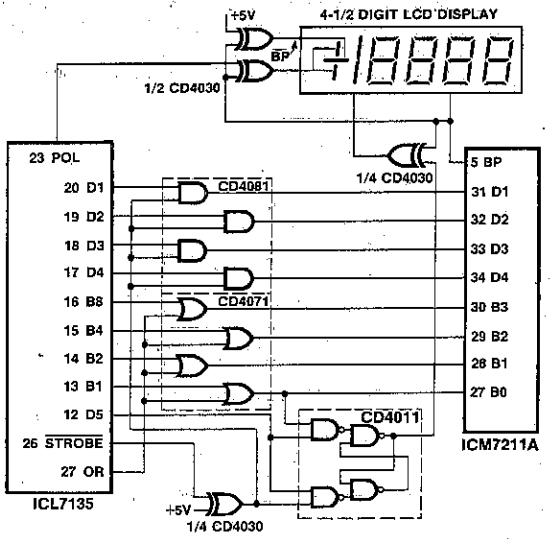 +5V
4-1/2 DIGIT LCD DISPLAY
BP
1/2 CD4030
23 POL
CD4081
1/4 CD4030
5 BP
20 D1
31 D1
19 D2
32 D2
18 D3
33 D3
17 D4
34 D4
CD4071
16 B8
30 B3
15 B4
29 B2
14 B2
28 B1
13 B1
27 B0
12 D5
CD4011
26 STROBE
ICM7211A
27 OR
+5V
1/4 CD4030
ICL7135